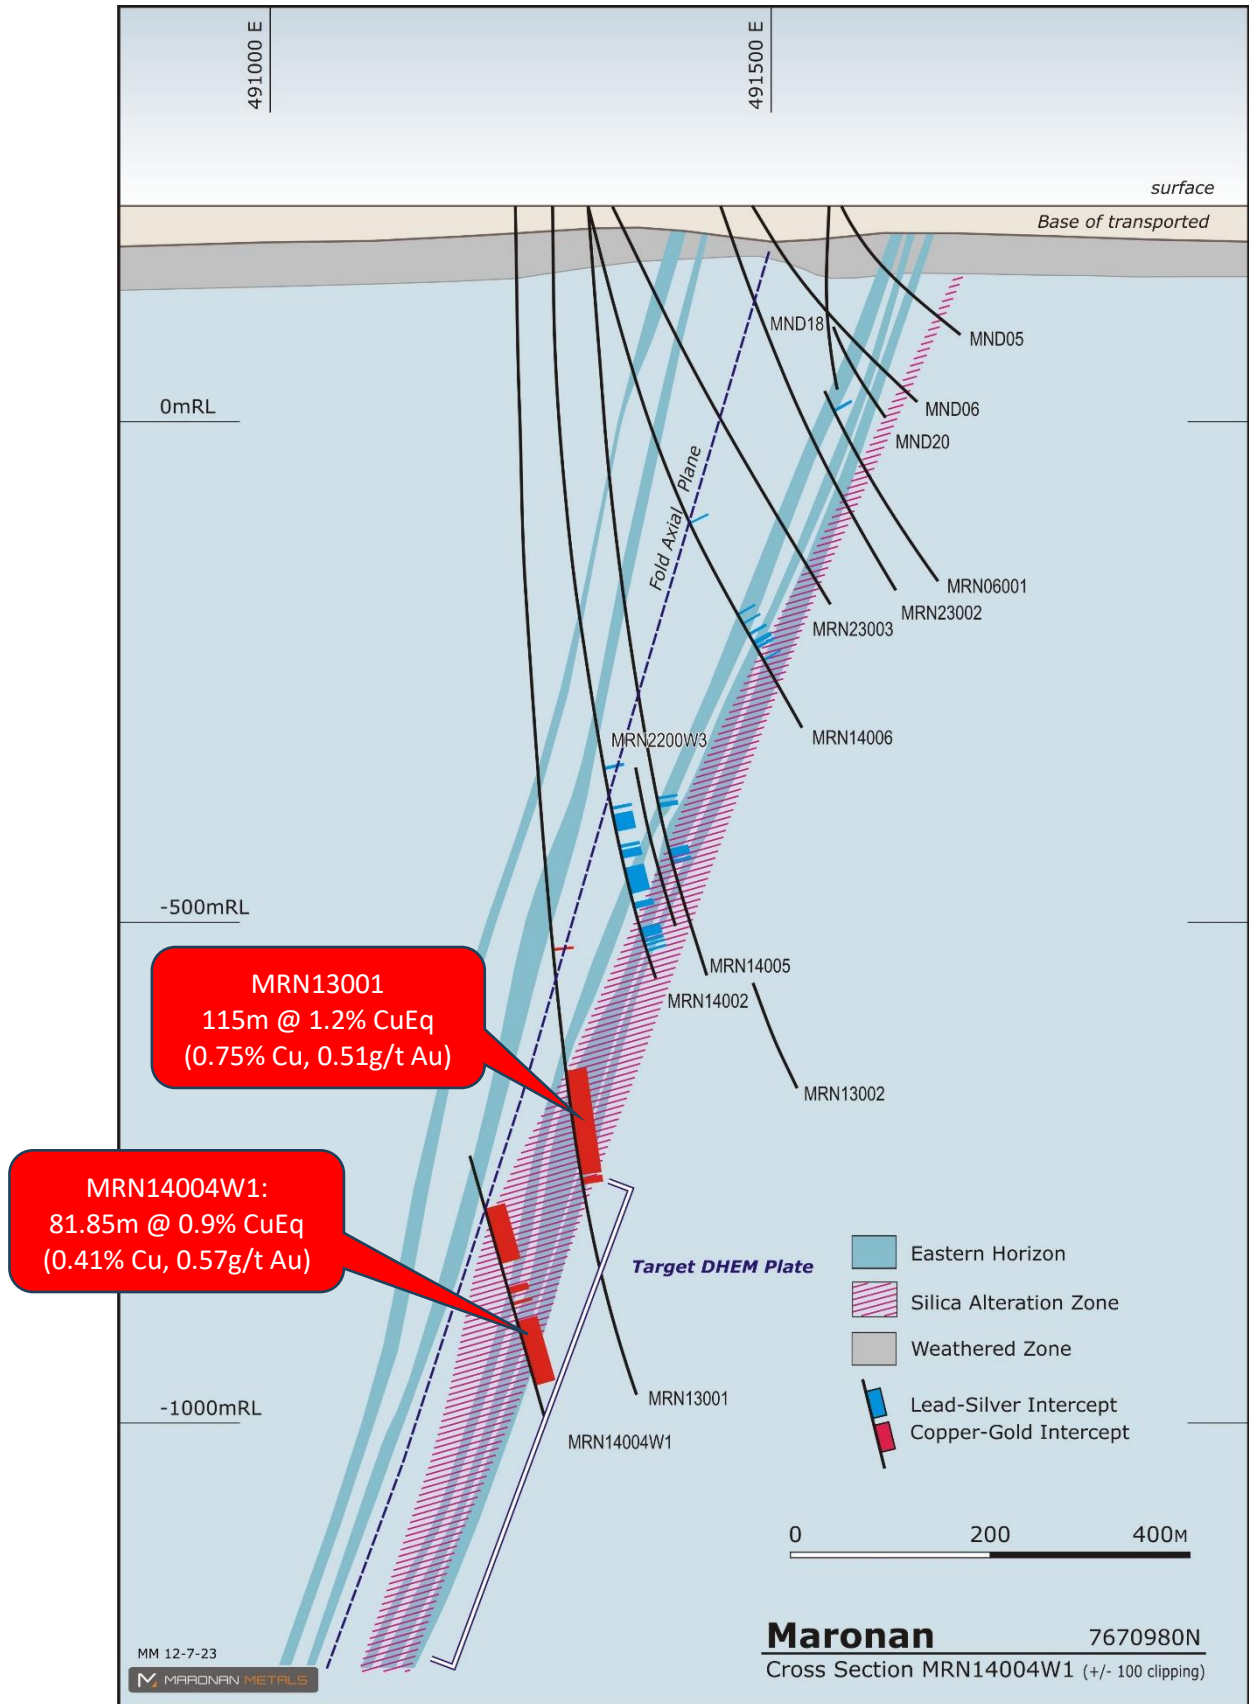 491000 E
491500 E
surface
Base of transported
MND18
MND05
0mRL
MND06
MND20
Fold Axial Plane
MRN06001
MRN23002
MRN23003
MRN14006
MRN2200W3
-500mRL
MRN14005
MRN14002
MRN13001
115m @ 1.2% CuEq
(0.75% Cu, 0.51g/t Au)
MRN13002
MRN14004W1:
81.85m @ 0.9% CuEq
(0.41% Cu, 0.57g/t Au)
Target DHEM Plate
Eastern Horizon
Silica Alteration Zone
Weathered Zone
Lead-Silver Intercept
Copper-Gold Intercept
-1000mRL
MRN13001
MRN14004W1
0 200 400M
Maronan 7670980N
Cross Section MRN14004W1 (+/- 100 clipping)
MM 12-7-23
MARONAN METALS